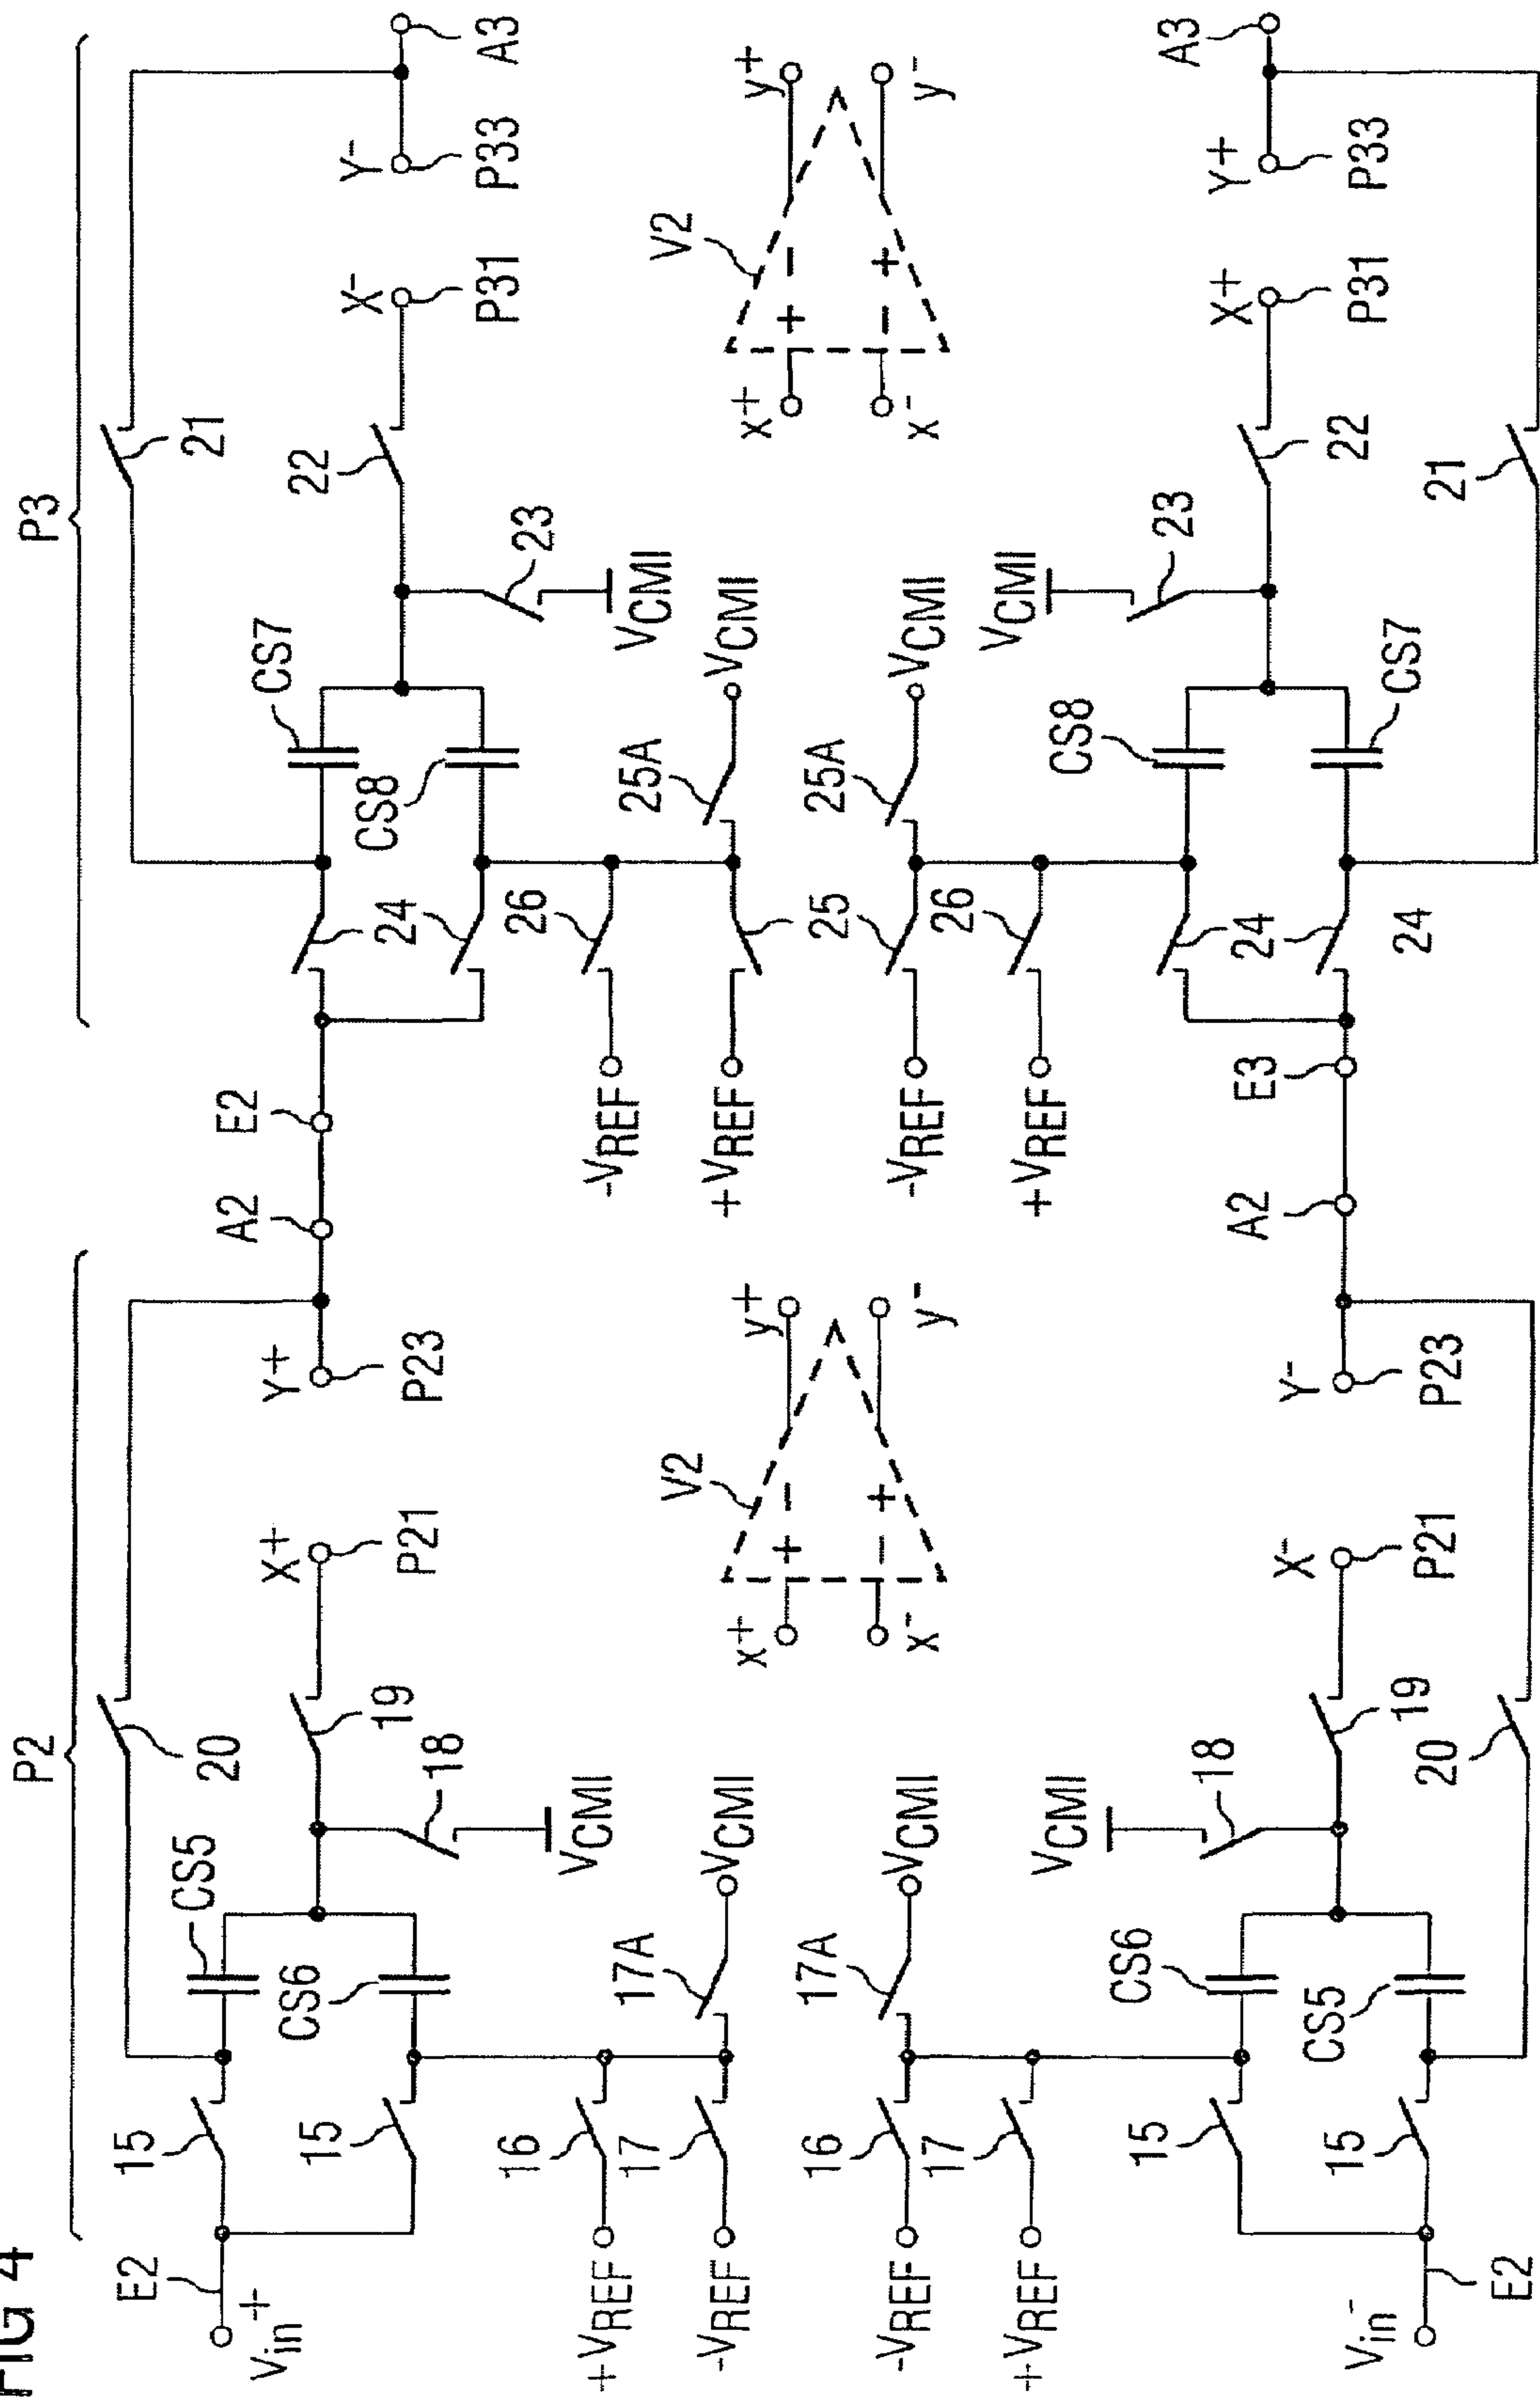 FIG 4
P2
P3
E2
15
CS5
20
A2
E2
21
Vin+
CS6
X+
Y+
CS7
22
15
19
P21
P23
CS8
24
X-
Y-
18
P31
P33
A3
16
26
23
+VREF
VCMI
-VREF
VCMI
17
17A
25A
-VREF
VCMI
V2
+VREF
VCMI
V2
x+
+ -
y+
x+
+ -
y+
16
17A
25
25A
x-
- +
y-
x-
- +
y-
-VREF
VCMI
-VREF
VCMI
17
26
+VREF
VCMI
+VREF
VCMI
15
CS6
18
CS8
23
A3
24
A2
E3
X+
Y+
15
CS5
X-
Y-
22
P31
P33
Vin-
19
P21
P23
24
CS7
E2
20
21